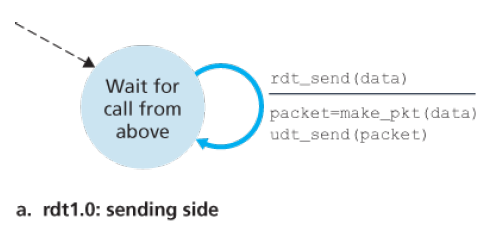 Wait for
call from
above
rdt_send(data)
packet=make_pkt(data)
udt_send(packet)
a. rdt1.0: sending side